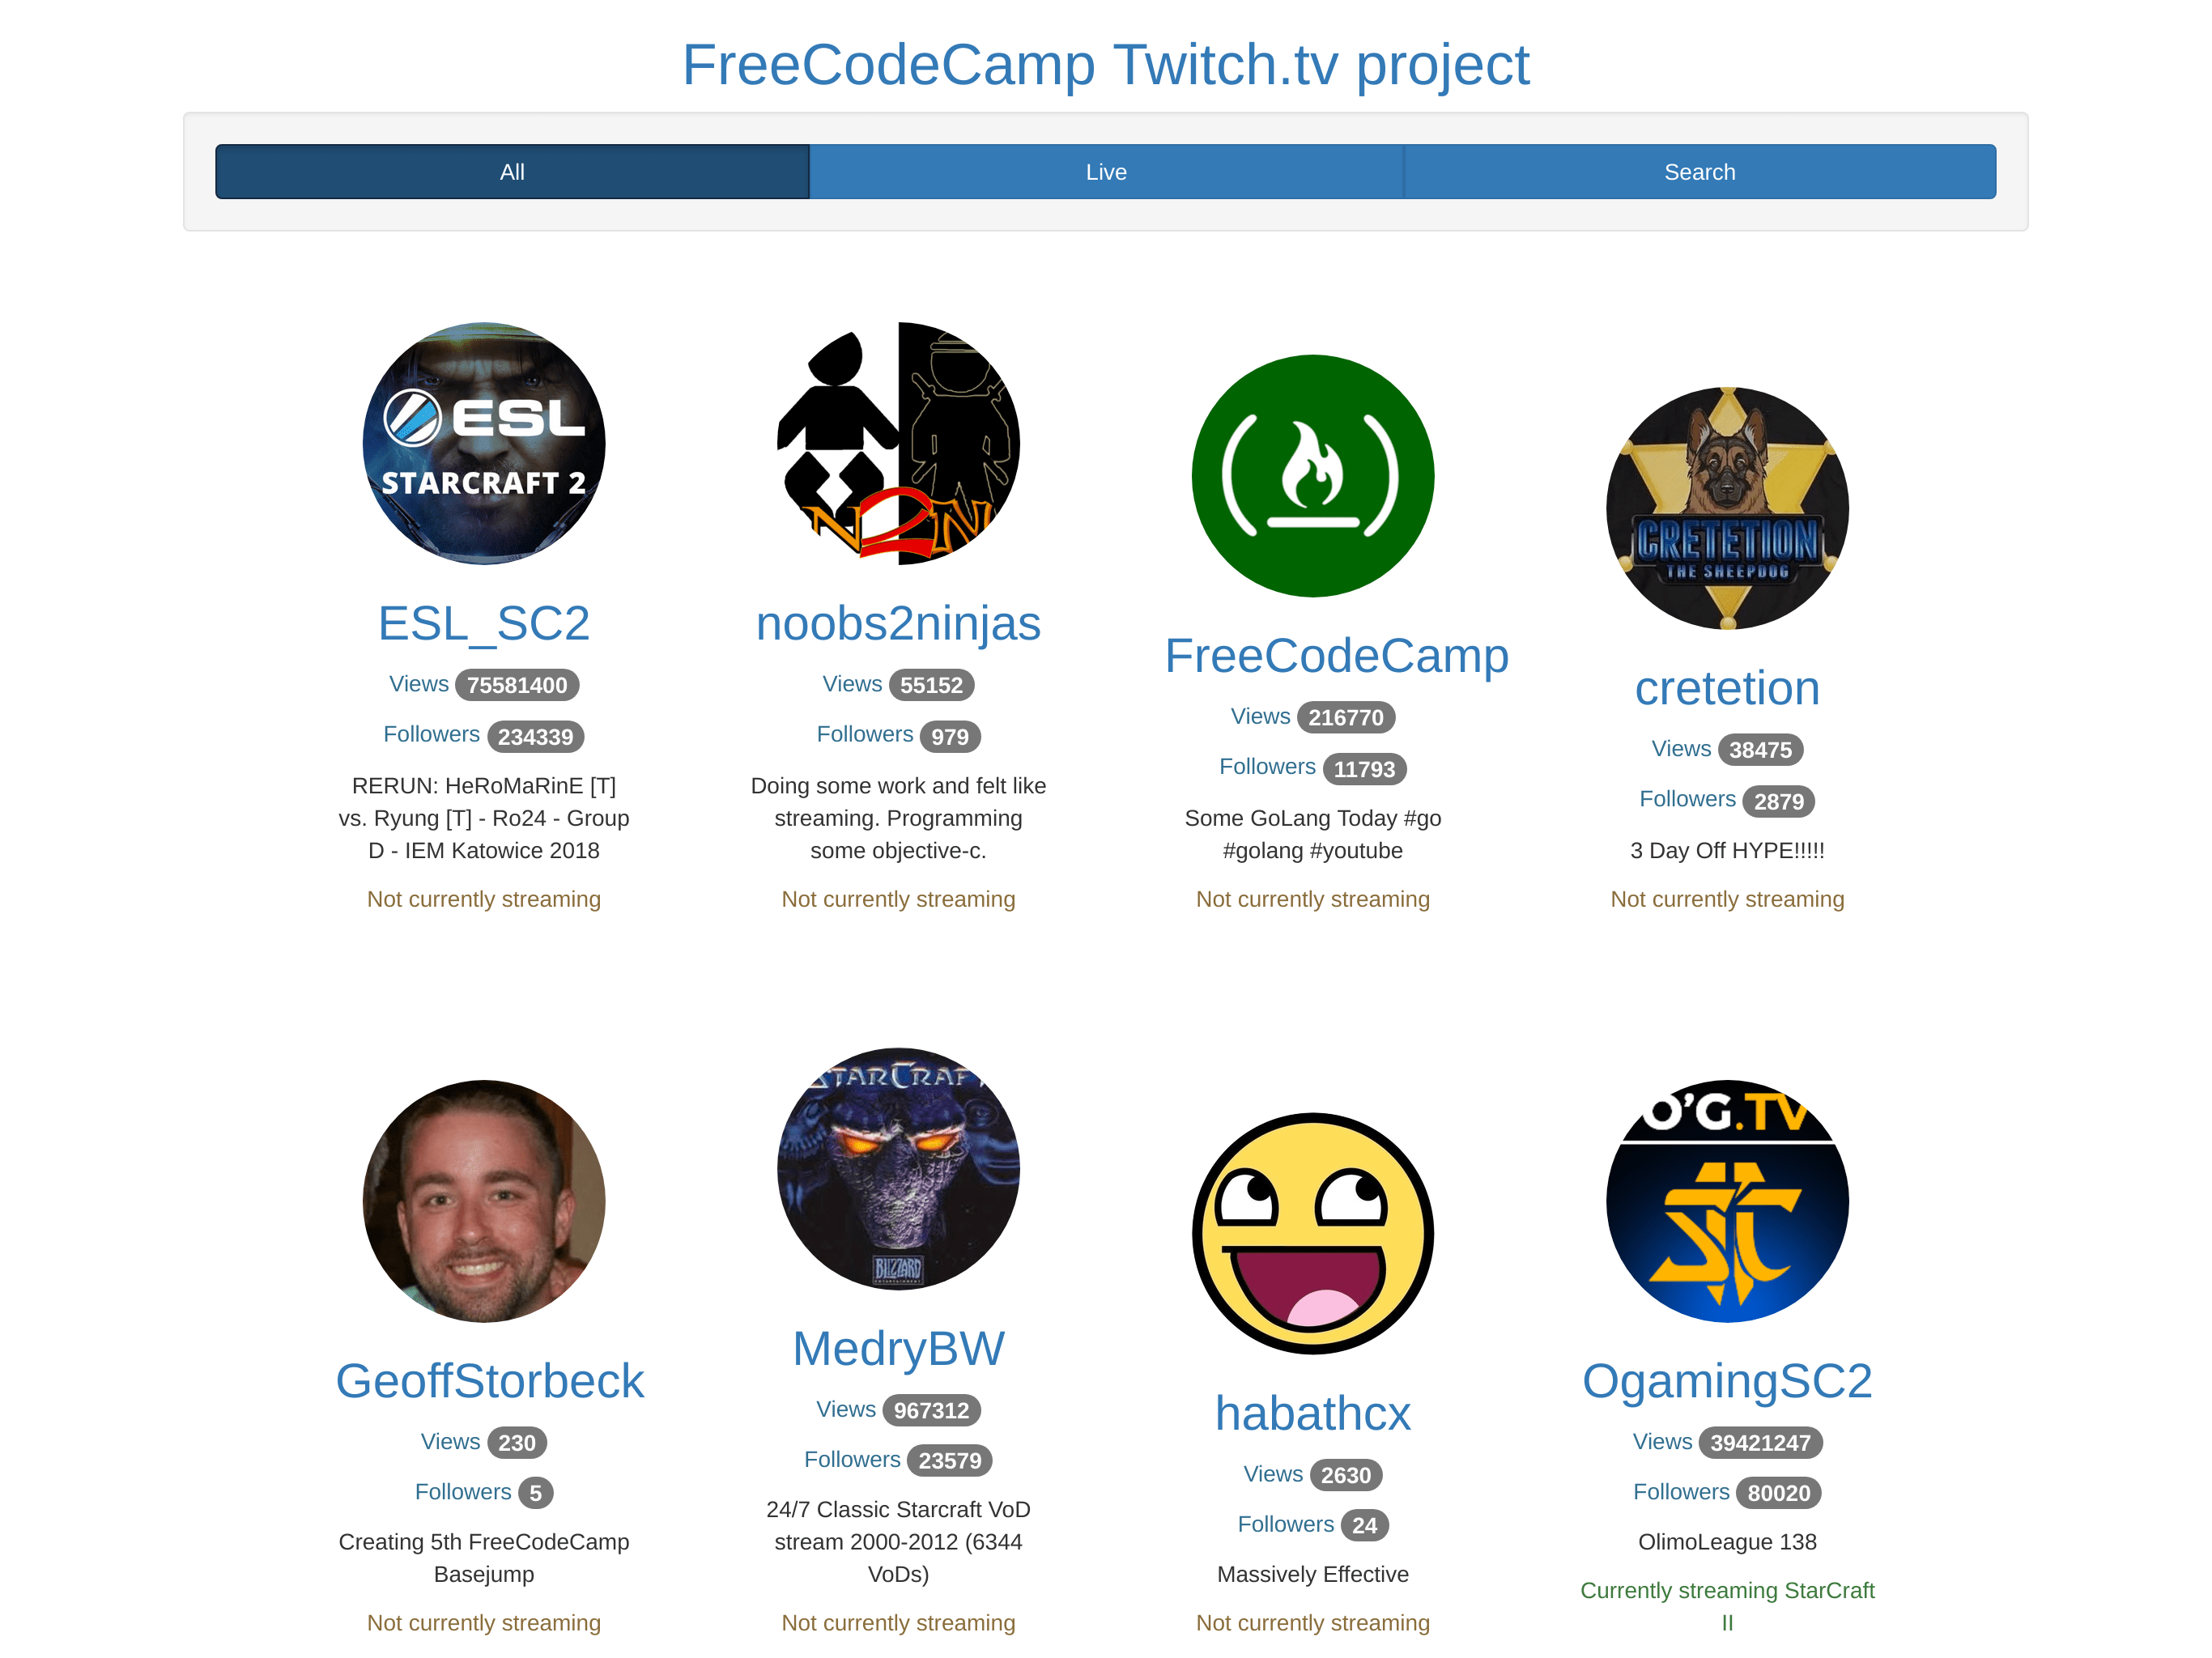 FreeCodeCamp Twitch.tv project
All
Live
Search
ESL
STARCRAFT 2
ESL_SC2
Views 75581400
Followers 234339
RERUN: HeRoMaRinE [T]
vs. Ryung [T] - Ro24 - Group
D - IEM Katowice 2018
Not currently streaming
N2N
noobs2ninjas
Views 55152
Followers 979
Doing some work and felt like
streaming. Programming
some objective-c.
Not currently streaming
FreeCodeCamp
Views 216770
Followers 11793
Some GoLang Today #go
#golang #youtube
Not currently streaming
CRETETION
THE SHEEPDOG
cretetion
Views 38475
Followers 2879
3 Day Off HYPE!!!!!
Not currently streaming
GeoffStorbeck
Views 230
Followers 5
Creating 5th FreeCodeCamp
Basejump
Not currently streaming
STARCRAFT
BLIZZARD
ENTERTAINMENT
MedryBW
Views 967312
Followers 23579
24/7 Classic Starcraft VoD
stream 2000-2012 (6344
VoDs)
Not currently streaming
habathcx
Views 2630
Followers 24
Massively Effective
Not currently streaming
O'G.TV
OgamingSC2
Views 39421247
Followers 80020
OlimoLeague 138
Currently streaming StarCraft
II